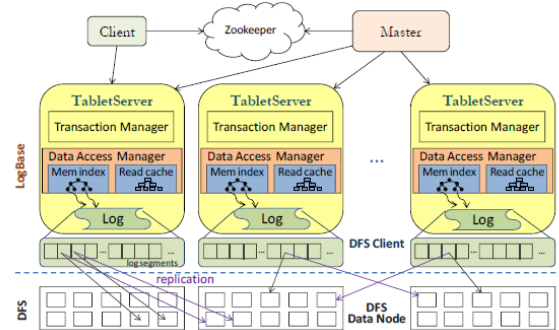 Client
Zookeeper
Master
LogBase
TabletServer
TabletServer
TabletServer
Transaction Manager
Transaction Manager
Transaction Manager
Data Access Manager
Data Access Manager
Data Access Manager
Mem index
Read cache
Mem index
Read cache
...
Mem index
Read cache
Log
Log
Log
DFS Client
...
...
...
...
...
...
log segments
replication
DFS
DFS
Data Node